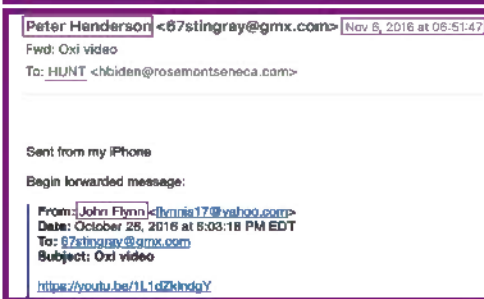 Peter Henderson <67stingray@gmx.com> Nov 6, 2016 at 06:51:47
Fwd: Oxi video
To: HUNT <hbiden@rosemontseneca.com>
Sent from my iPhone
Begin forwarded message:
From: John Flynn <flynnis17@yahoo.com>
Date: October 26, 2016 at 6:03:18 PM EDT
To: 67stingray@gmx.com
Subject: Oxi video
https://youtu.be/1L1dZkIndgY